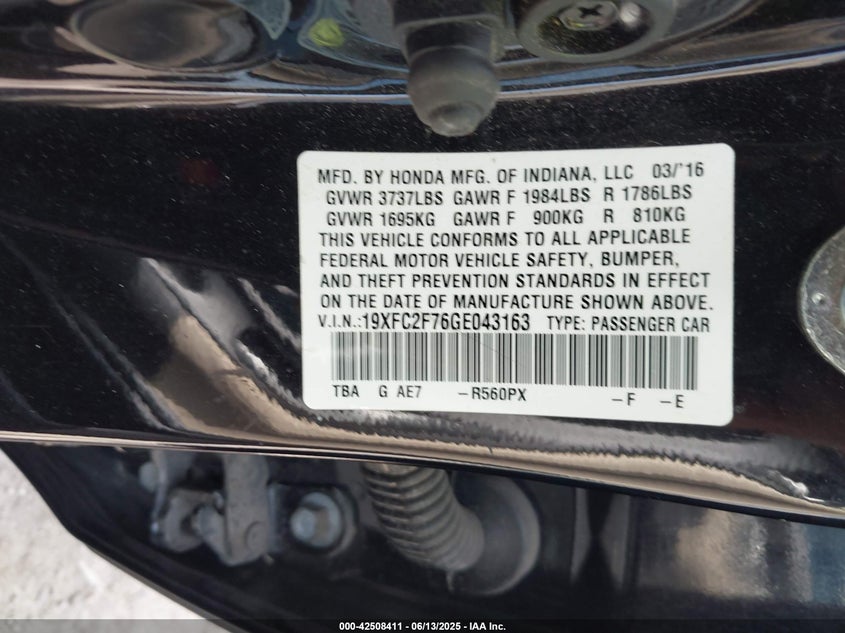 MFD. BY HONDA MFG. OF INDIANA, LLC 03/'16
GVWR 3737LBS GAWR F 1984LBS R 1786LBS
GVWR 1695KG GAWR F 900KG R 810KG
THIS VEHICLE CONFORMS TO ALL APPLICABLE
FEDERAL MOTOR VEHICLE SAFETY, BUMPER,
AND THEFT PREVENTION STANDARDS IN EFFECT
ON THE DATE OF MANUFACTURE SHOWN ABOVE.
V.I.N.:19XFC2F76GE043163 TYPE: PASSENGER CAR
TBA G AE7 –R560PX –F –E
000-42508411 - 06/13/2025 - IAA Inc.